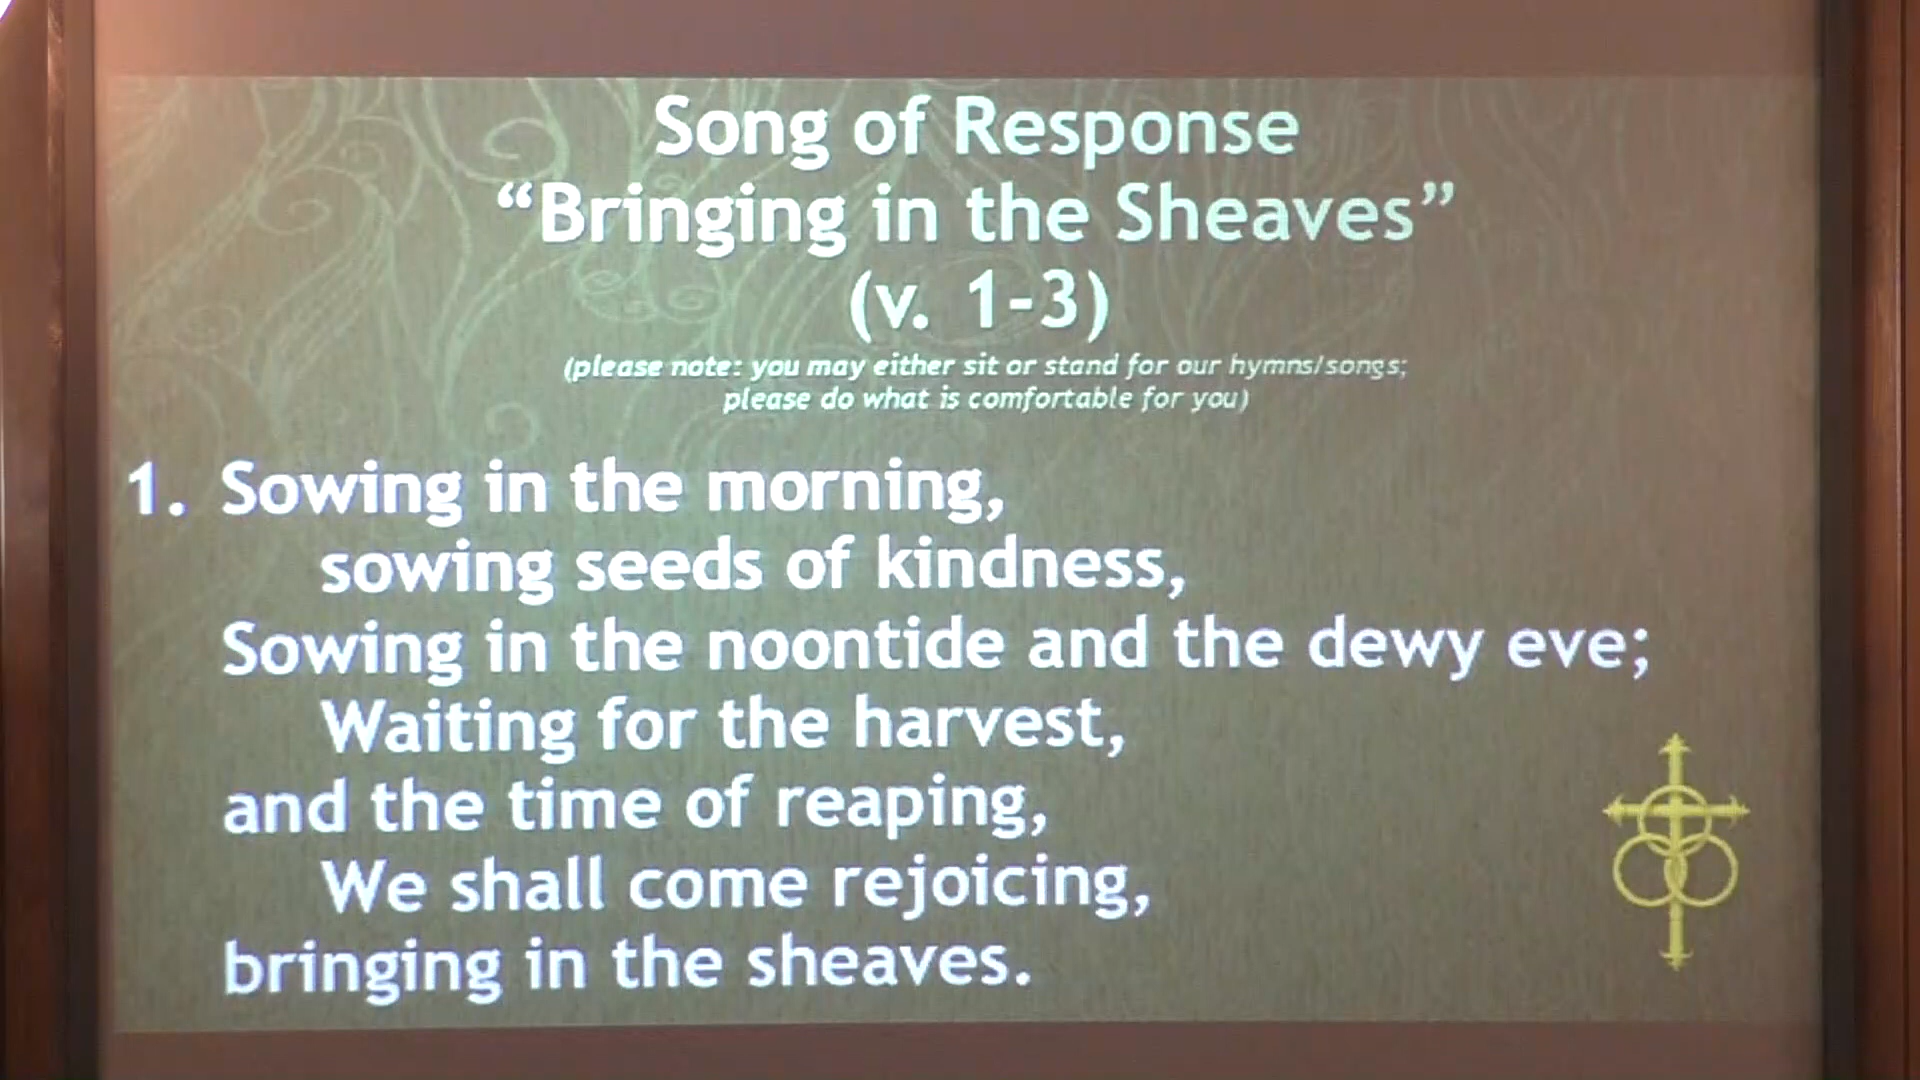 Song of Response
“Bringing in the Sheaves”
(v. 1-3)
(please note: you may either sit or stand for our hymns/songs;
please do what is comfortable for you)
1. Sowing in the morning,
sowing seeds of kindness,
Sowing in the noontide and the dewy eve;
Waiting for the harvest,
and the time of reaping,
We shall come rejoicing,
bringing in the sheaves.